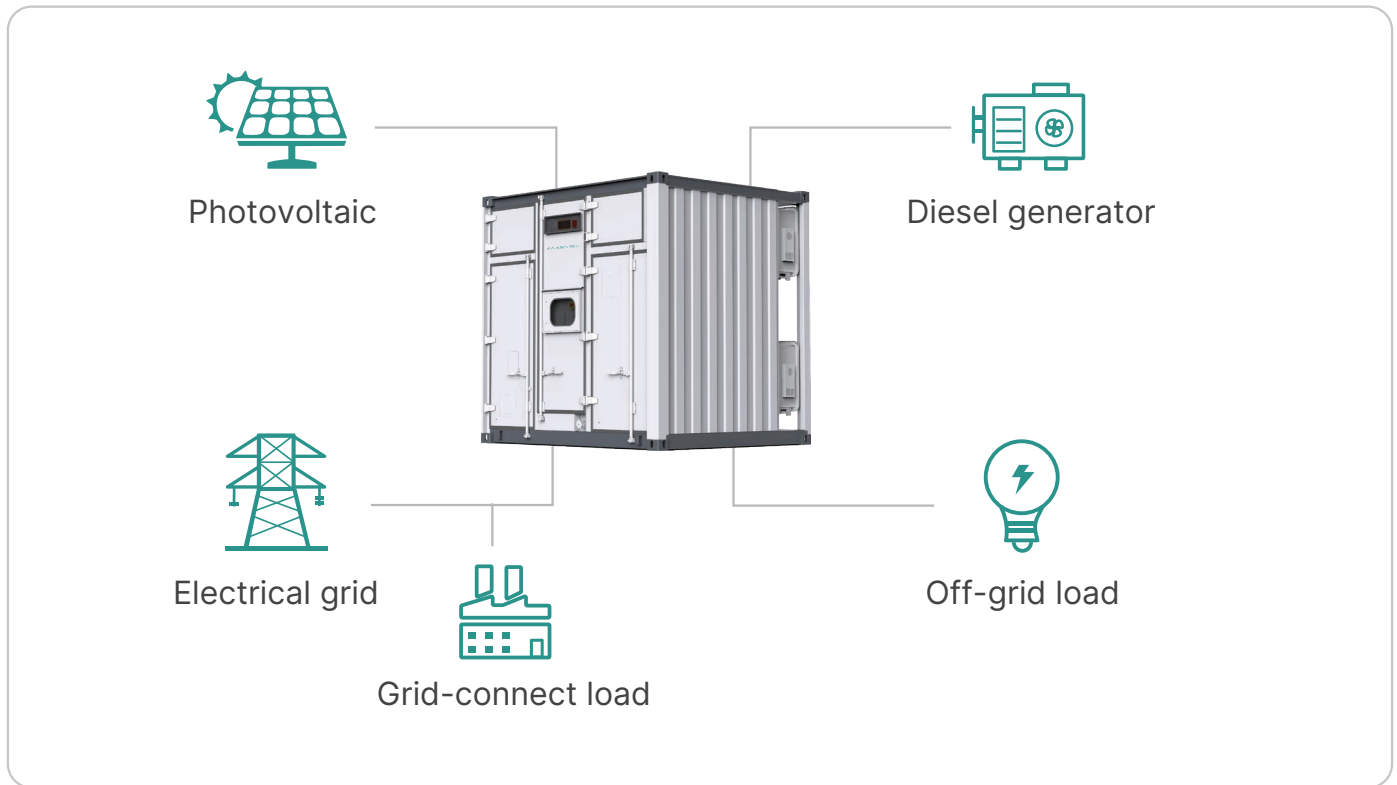 Photovoltaic
Diesel generator
Electrical grid
Off-grid load
Grid-connect load